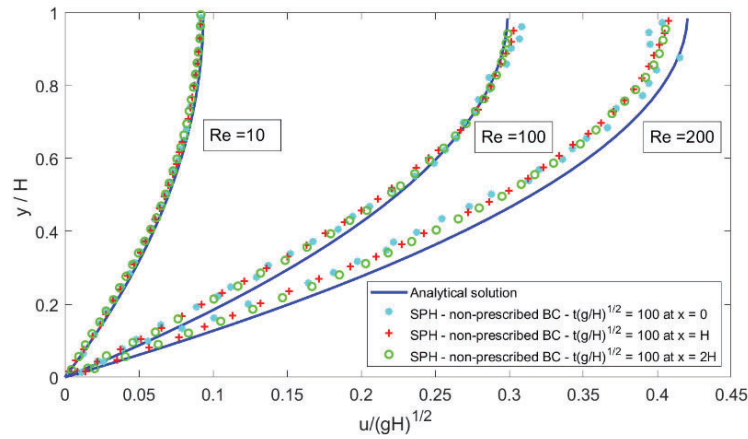 1
0.8
0.6
0.4
0.2
0
y / H
Re =10
Re =100
Re =200
Analytical solution
SPH - non-prescribed BC - t(g/H)^1/2 = 100 at x = 0
SPH - non-prescribed BC - t(g/H)^1/2 = 100 at x = H
SPH - non-prescribed BC - t(g/H)^1/2 = 100 at x = 2H
0 0.05 0.1 0.15 0.2 0.25 0.3 0.35 0.4 0.45
u/(gH)^1/2